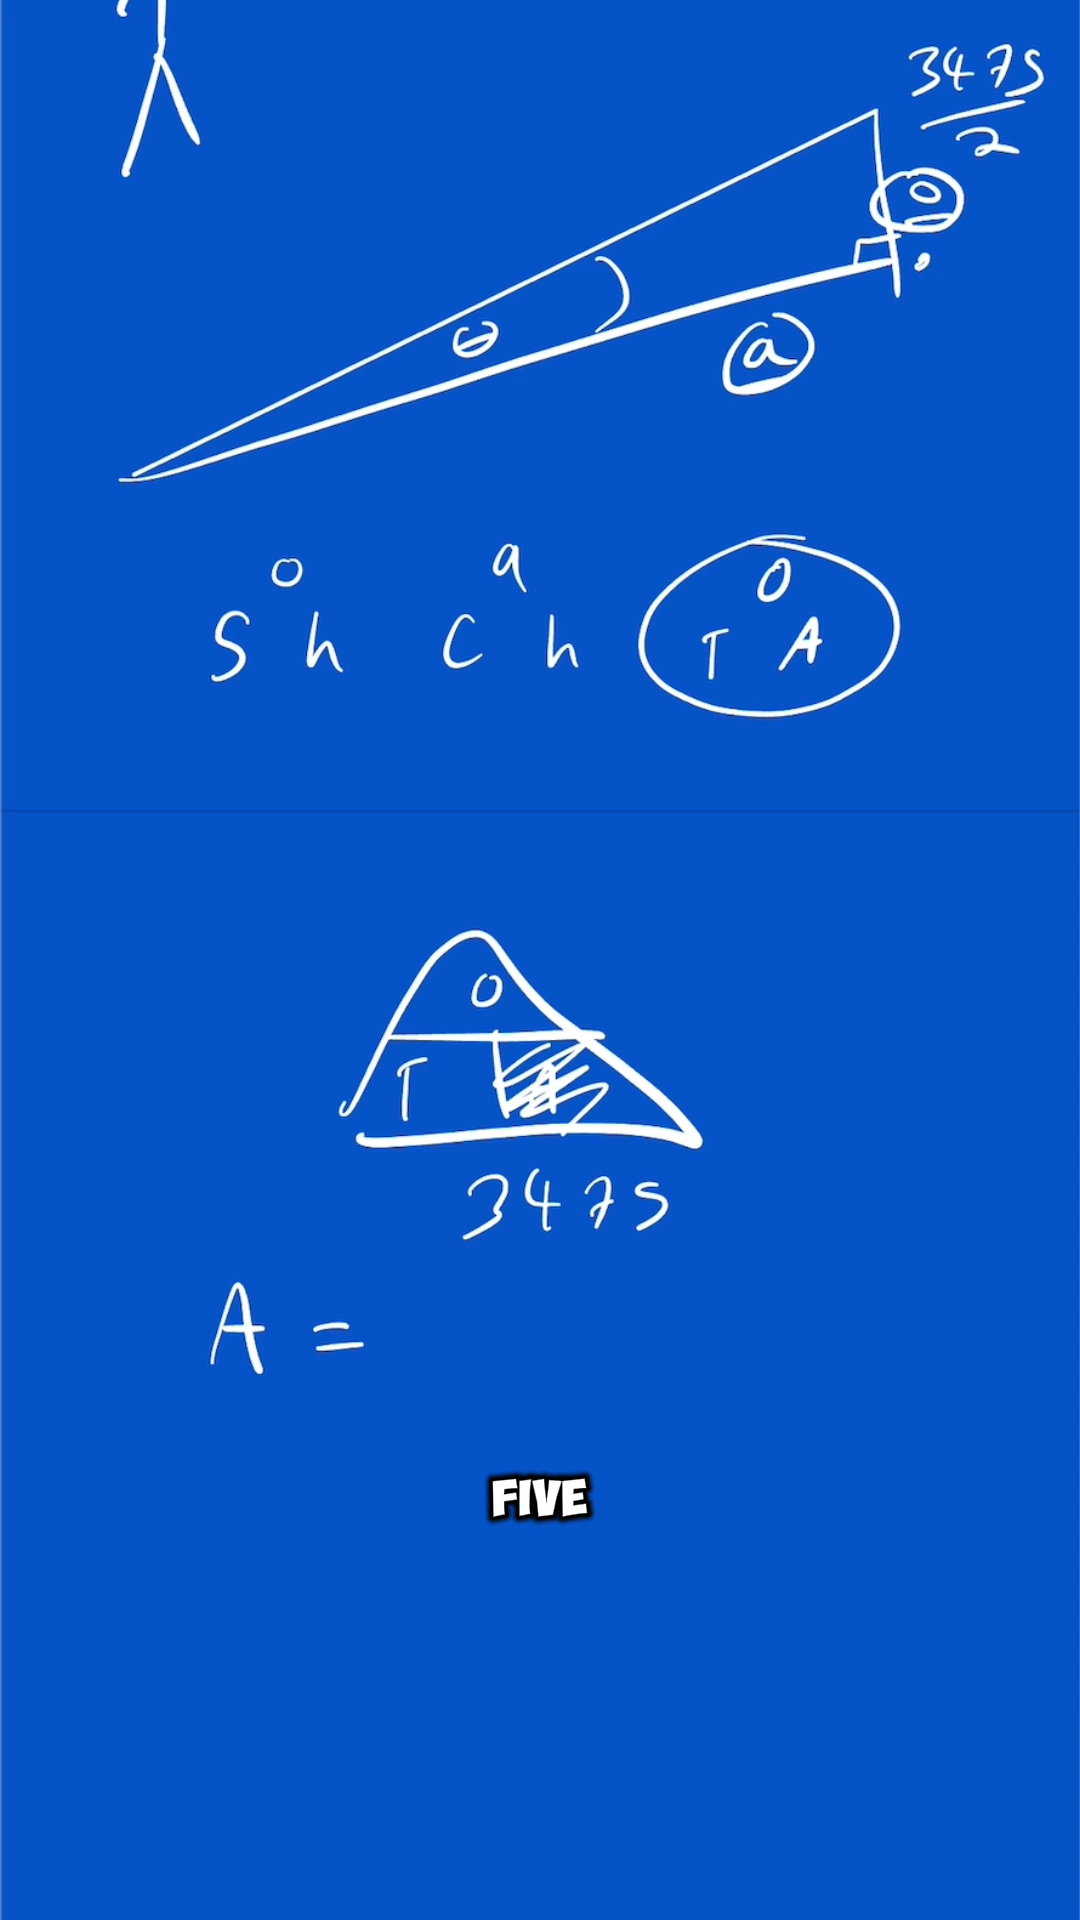 3475
2
O
θ
a
O a O
S h C h T A
O
T A
3475
A =
FIVE